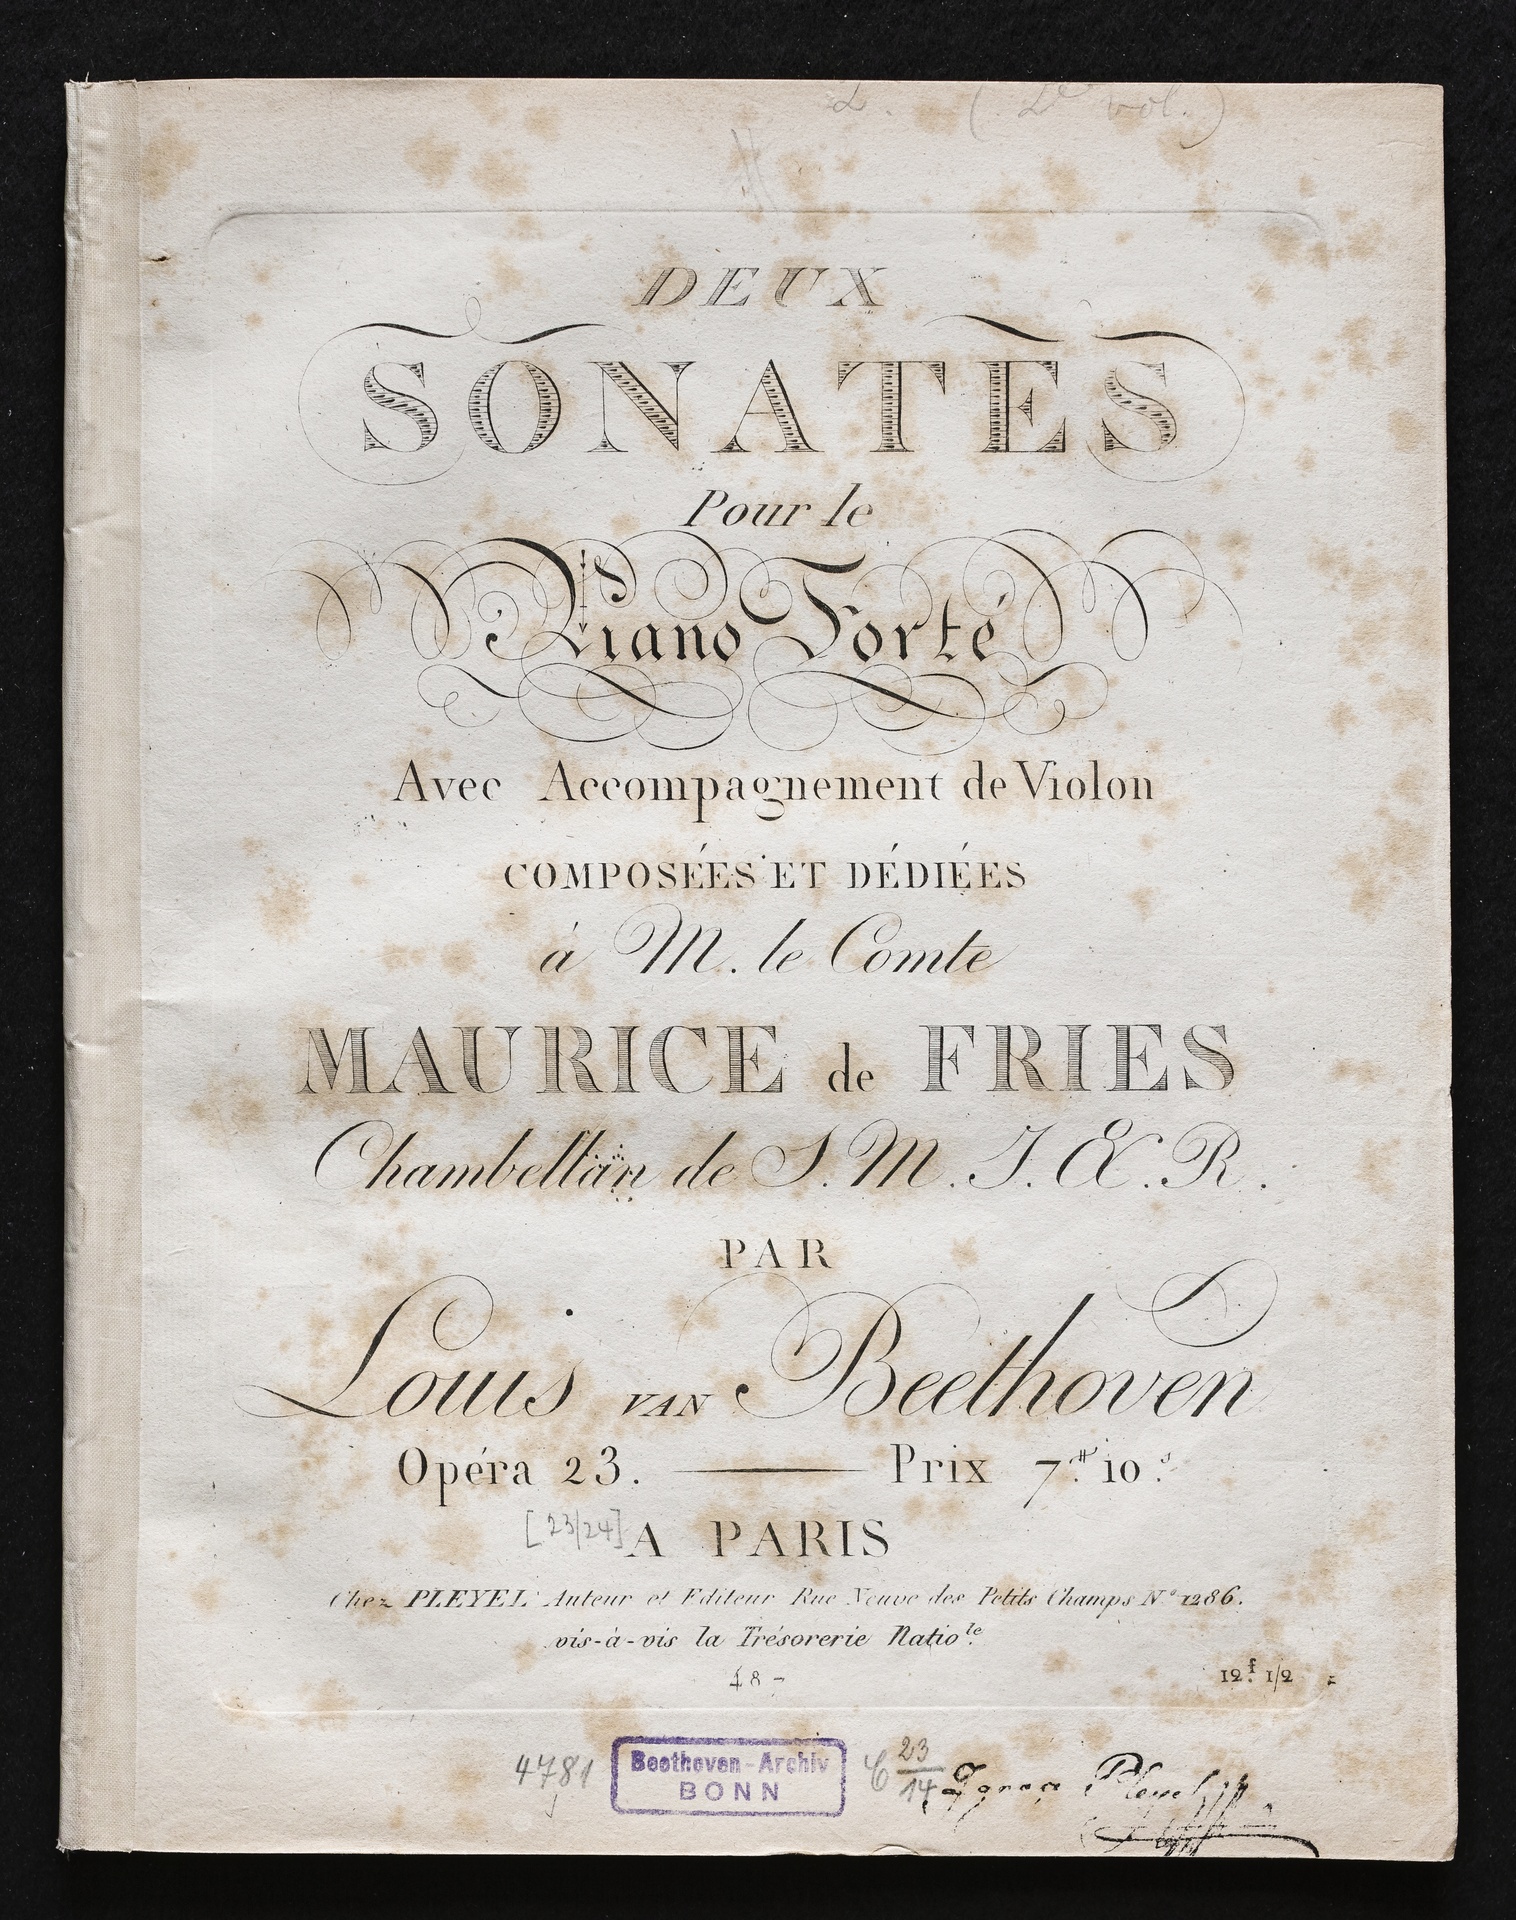 2. (2er vol.)
DEUX
SONATES
Pour le
Piano Forté
Avec Accompagnement de Violon
COMPOSÉES ET DÉDIÉES
à M. le Comte
MAURICE de FRIES
Chambellan de S. M. I. & R.
PAR
Louis VAN Beethoven
Opéra 23. Prix 7.# 10.s
[23/24] A PARIS
Chez PLEYEL Auteur et Editeur Rue Neuve des Petits Champs N.o 1286.
vis-à-vis la Trésorerie Natio.le
48
12.f 1/2
4781
Beethoven-Archiv
BONN
C 23/14
Ignace Pleyel